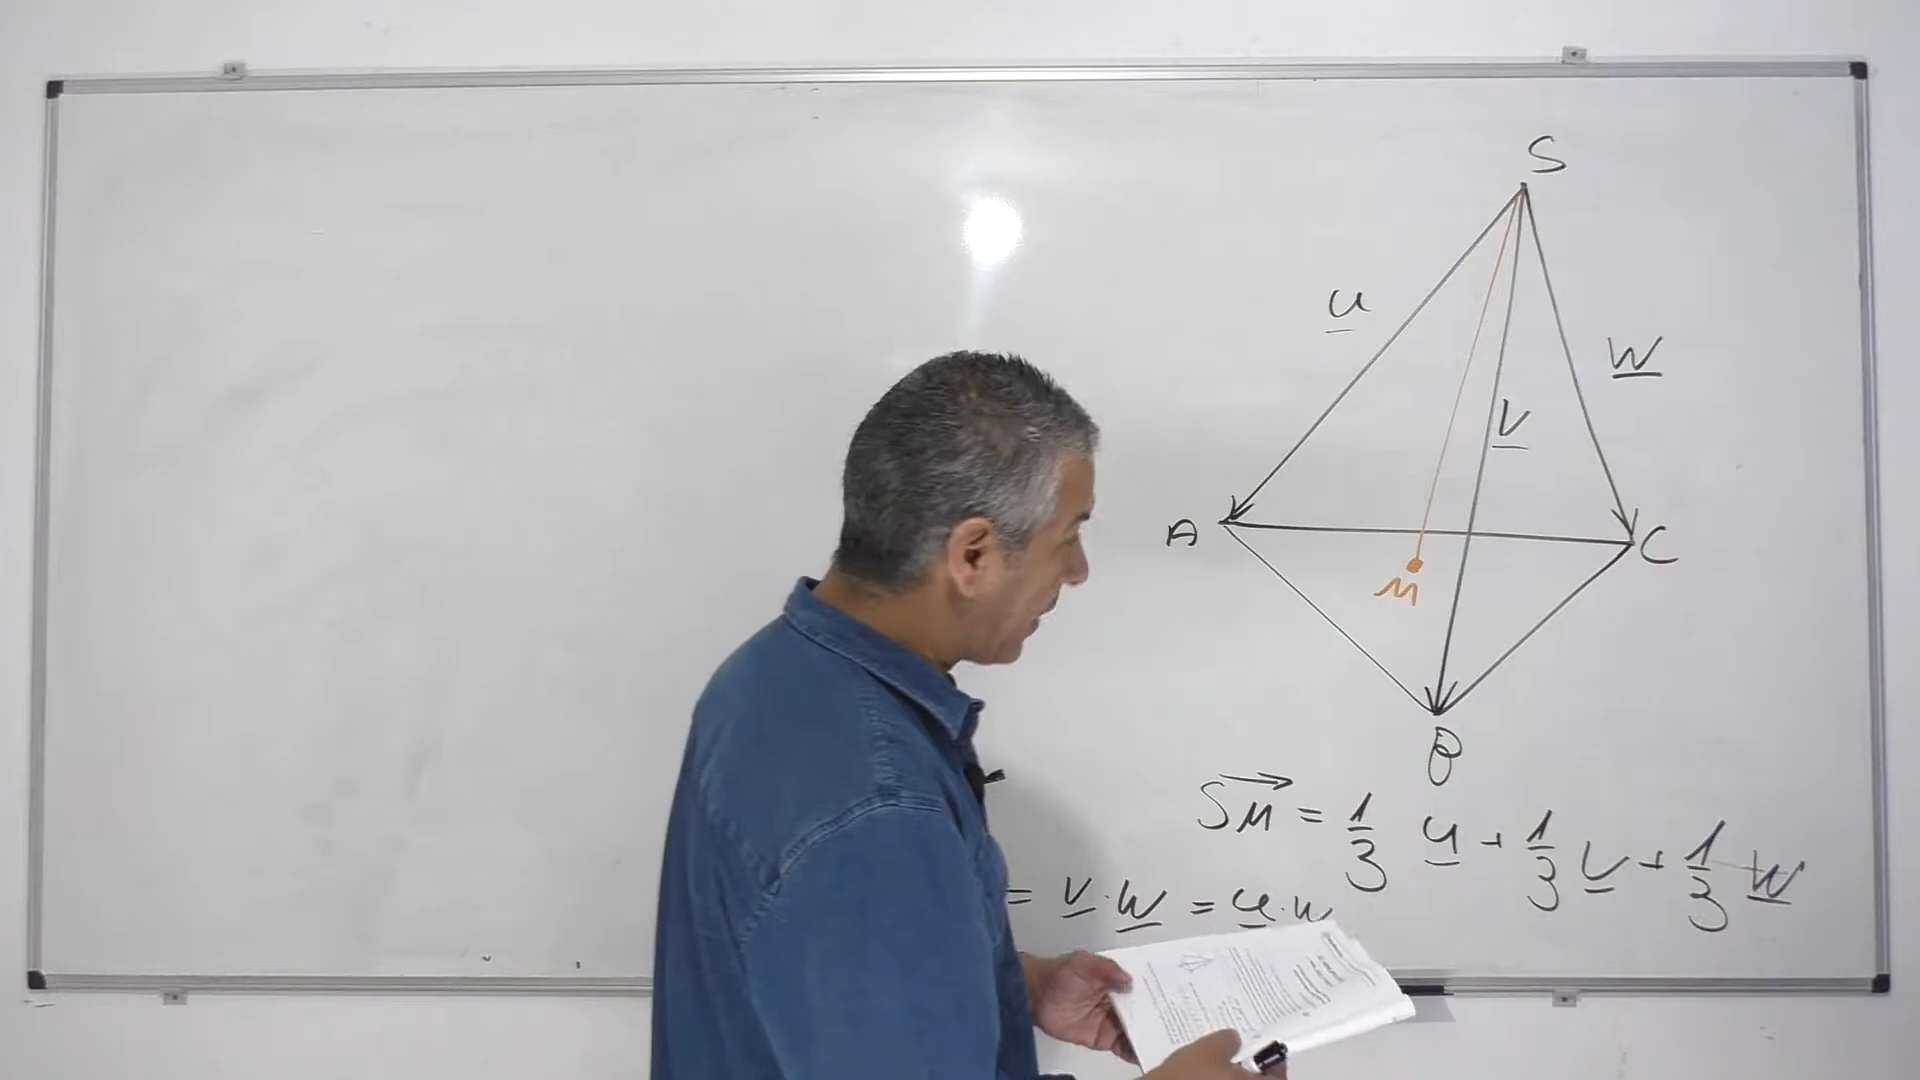 S
u
w
v
A
C
M
B
SM = 1/3 u + 1/3 v + 1/3 w
= v · w = u · w